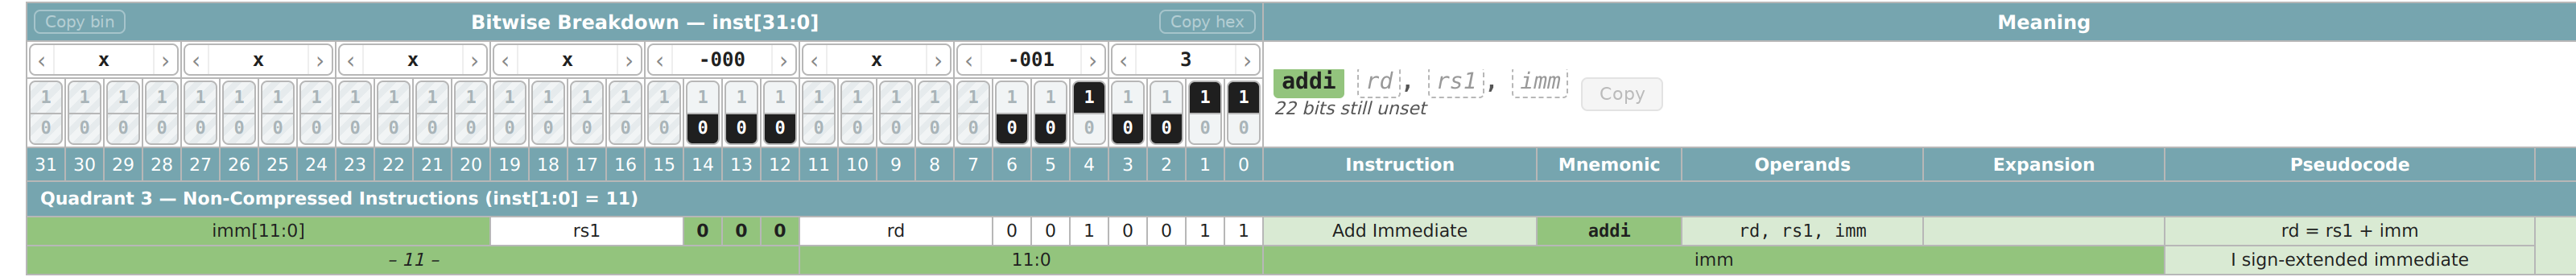 Copy bin Bitwise Breakdown — inst[31:0] Copy hex Meaning
‹ x › ‹ x › ‹ x › ‹ x › ‹ -000 › ‹ x › ‹ -001 › ‹ 3 ›
addi rd, rs1, imm Copy
1 1 1 1 1 1 1 1 1 1 1 1 1 1 1 1 1 1 1 1 1 1 1 1 1 1 1 1 1 1 1 1
22 bits still unset
0 0 0 0 0 0 0 0 0 0 0 0 0 0 0 0 0 0 0 0 0 0 0 0 0 0 0 0 0 0 0 0
31 30 29 28 27 26 25 24 23 22 21 20 19 18 17 16 15 14 13 12 11 10 9 8 7 6 5 4 3 2 1 0 Instruction Mnemonic Operands Expansion Pseudocode
Quadrant 3 — Non-Compressed Instructions (inst[1:0] = 11)
imm[11:0] rs1 0 0 0 rd 0 0 1 0 0 1 1 Add Immediate addi rd, rs1, imm rd = rs1 + imm
– 11 – 11:0 imm I sign-extended immediate